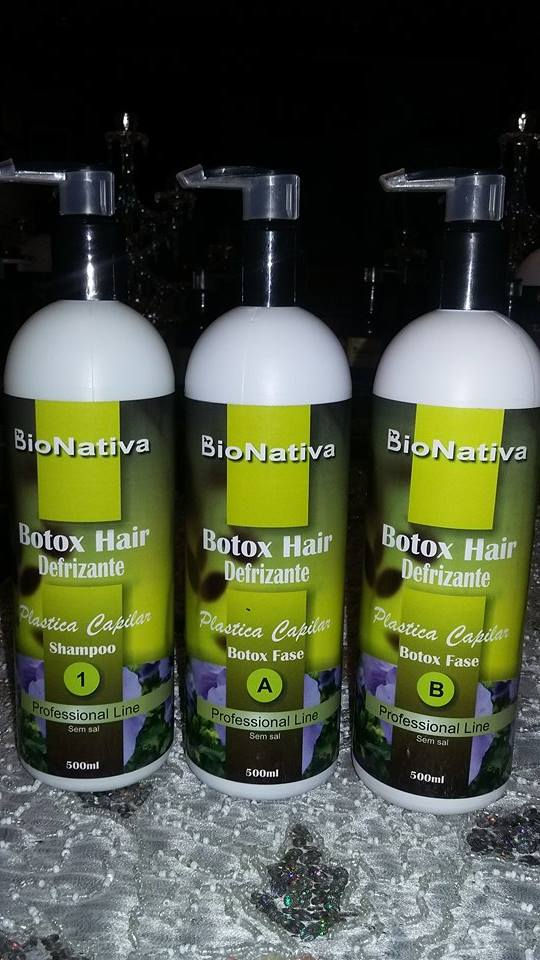 BioNativa
Botox Hair
Defrizante
Plastica Capilar
Shampoo
1
Professional Line
Sem sal
500ml
BioNativa
Botox Hair
Defrizante
Plastica Capilar
Botox Fase
A
Professional Line
Sem sal
500ml
BioNativa
Botox Hair
Defrizante
Plastica Capilar
Botox Fase
B
Professional Line
Sem sal
500ml